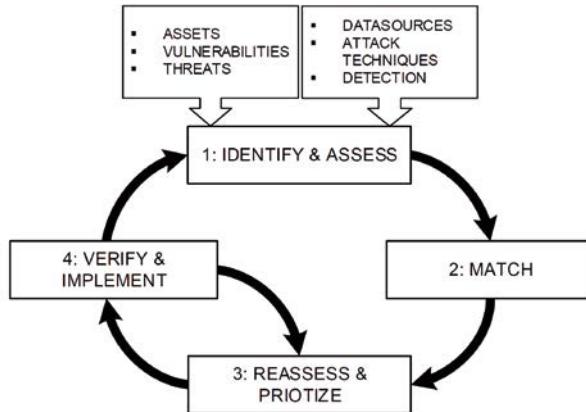 ▪ ASSETS
▪ VULNERABILITIES
▪ THREATS
▪ DATASOURCES
▪ ATTACK
TECHNIQUES
▪ DETECTION
1: IDENTIFY & ASSESS
4: VERIFY &
IMPLEMENT
2: MATCH
3: REASSESS &
PRIOTIZE